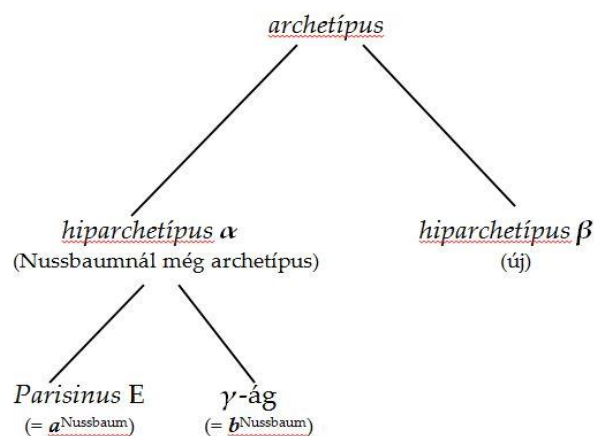 archetípus
hiparchetípus α
hiparchetípus β
(Nussbaumnál még archetípus)
(új)
Parisinus E
γ-ág
(= a^Nussbaum)
(= b^Nussbaum)